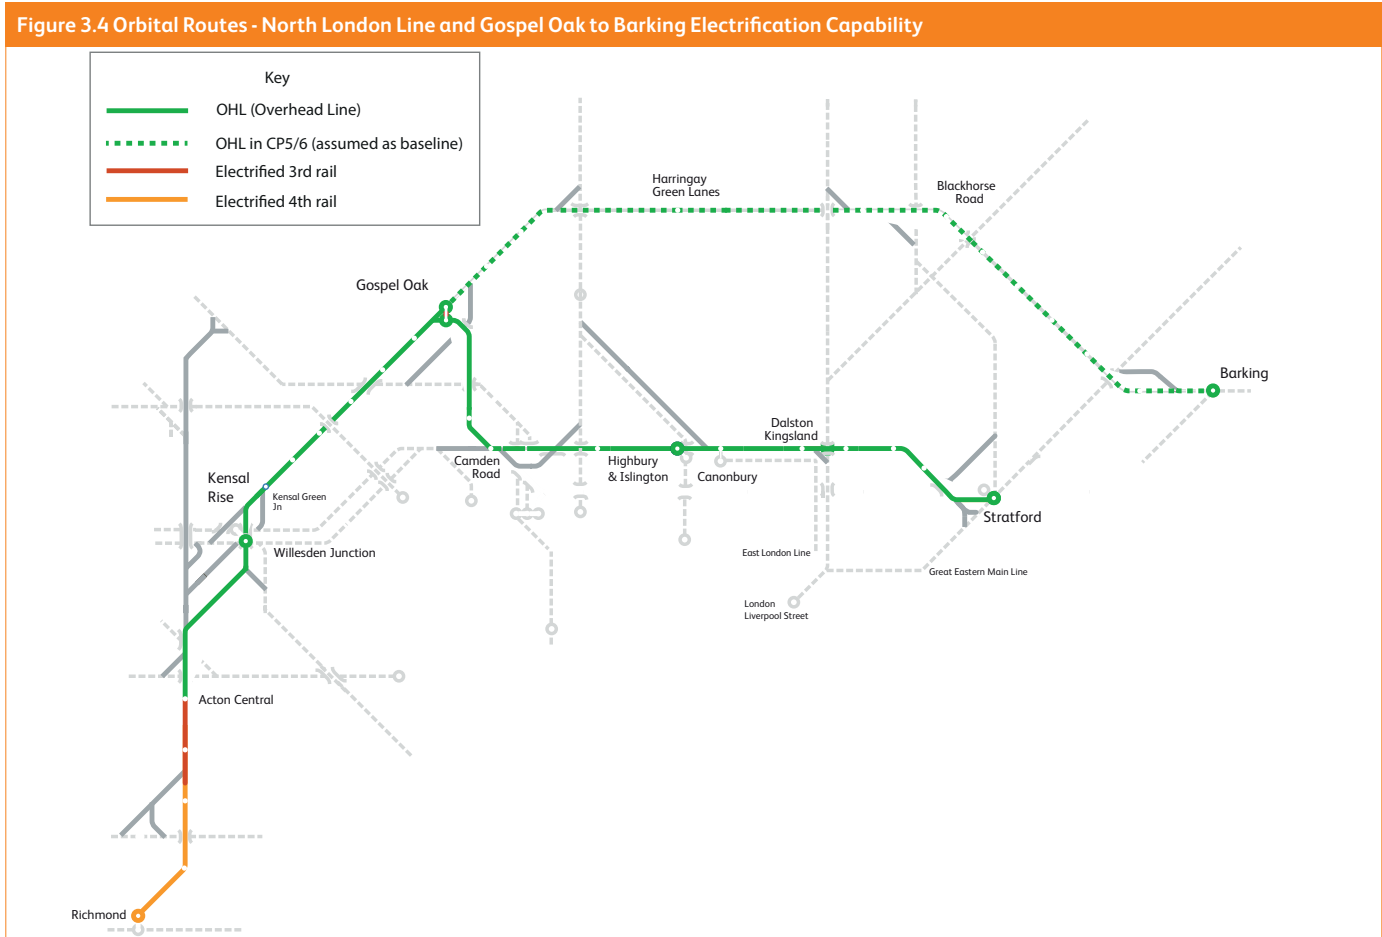 Figure 3.4 Orbital Routes - North London Line and Gospel Oak to Barking Electrification Capability
Key
OHL (Overhead Line)
OHL in CP5/6 (assumed as baseline)
Electrified 3rd rail
Electrified 4th rail
Harringay
Green Lanes
Blackhorse
Road
Gospel Oak
Barking
Dalston
Kingsland
Camden
Road
Highbury
& Islington
Canonbury
Kensal
Rise
Kensal Green
Jn
Stratford
Willesden Junction
East London Line
Great Eastern Main Line
London
Liverpool Street
Acton Central
Richmond